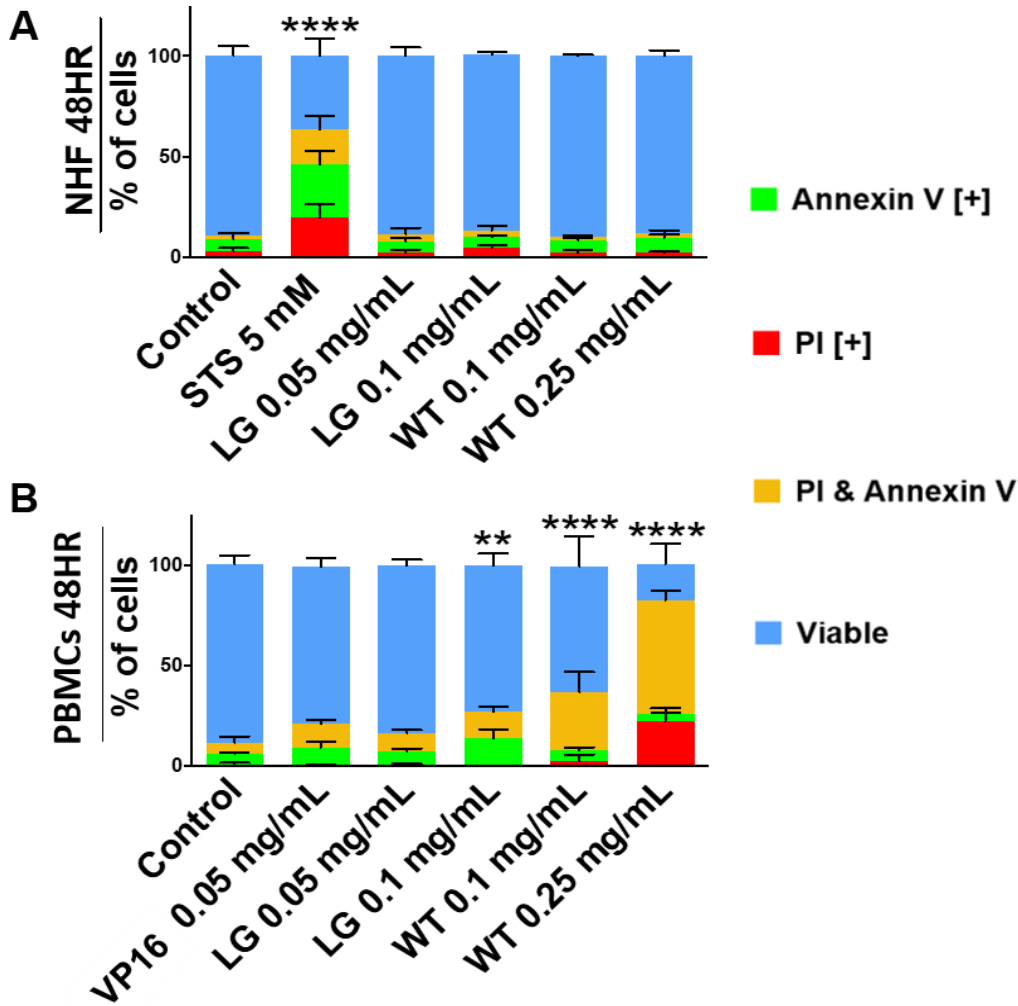 A
NHF 48HR
% of cells
100
50
0
****
Control
STS 5 mM
LG 0.05 mg/mL
LG 0.1 mg/mL
WT 0.1 mg/mL
WT 0.25 mg/mL
Annexin V [+]
PI [+]
PI & Annexin V
Viable
B
PBMCs 48HR
% of cells
100
50
0
**
****
****
Control
VP16 0.05 mg/mL
LG 0.05 mg/mL
LG 0.1 mg/mL
WT 0.1 mg/mL
WT 0.25 mg/mL